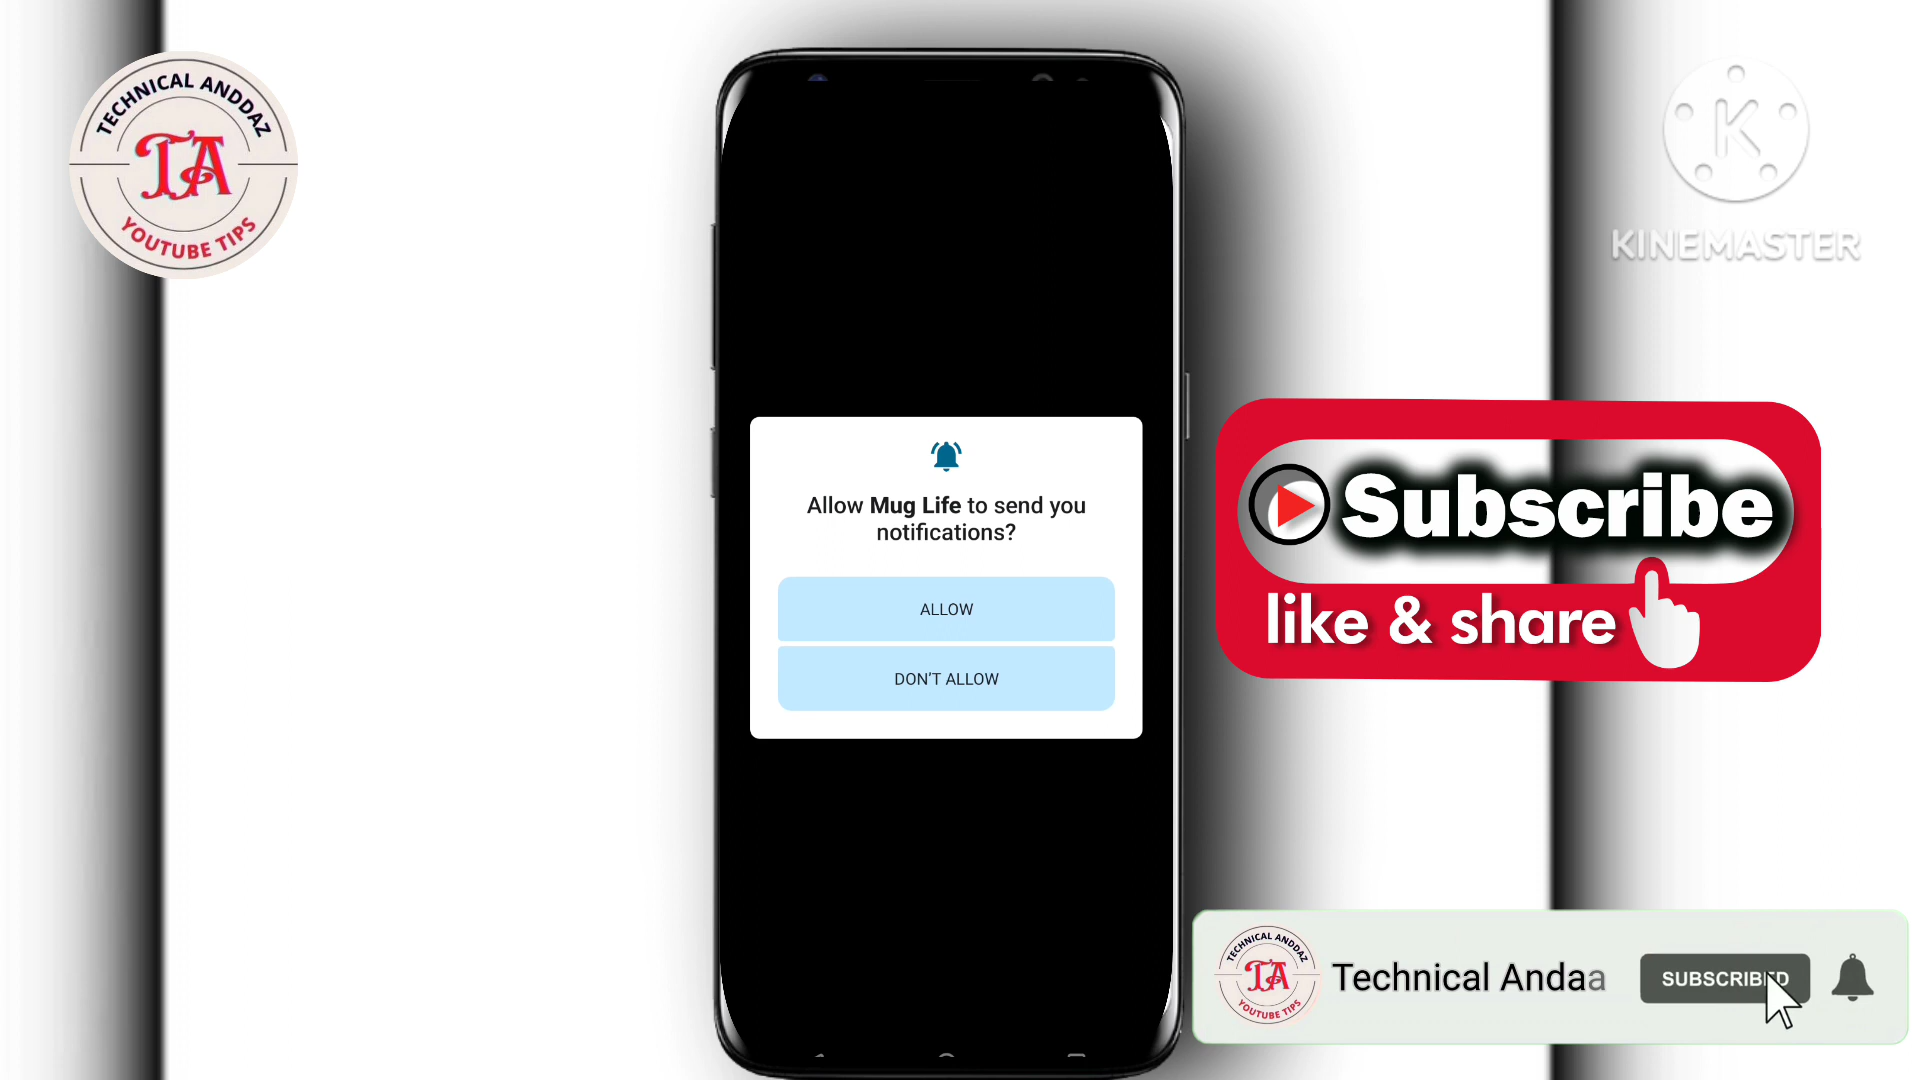 TECHNICAL ANDDAZ
TA
YOUTUBE TIPS
K
KINEMASTER
Allow Mug Life to send you
notifications?
ALLOW
DON'T ALLOW
Subscribe
like & share
TECHNICAL ANDDAZ
TA
YOUTUBE TIPS
Technical Andaa
SUBSCRIBED